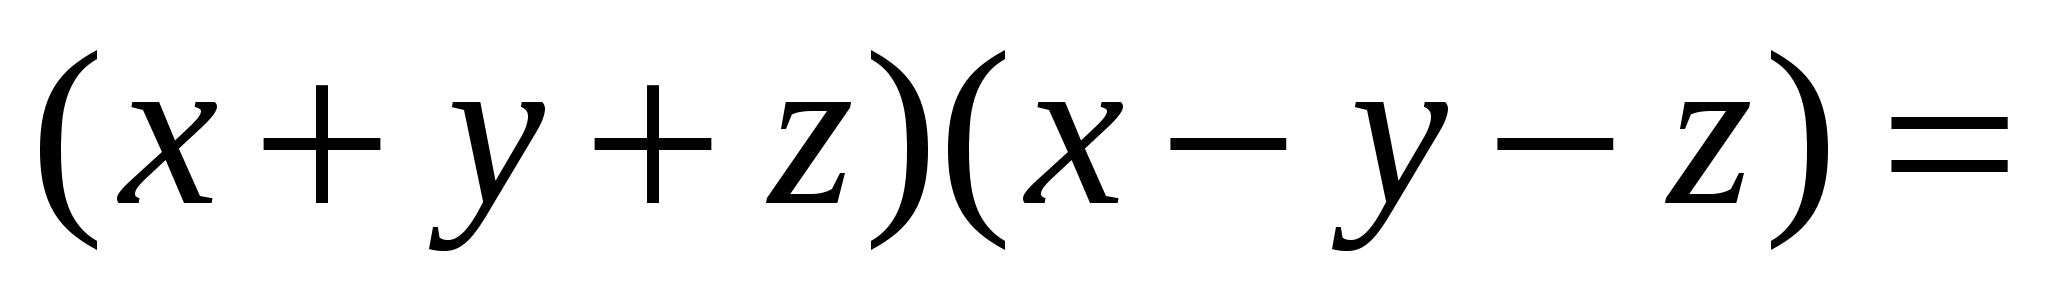 (x + y + z)(x − y − z) =